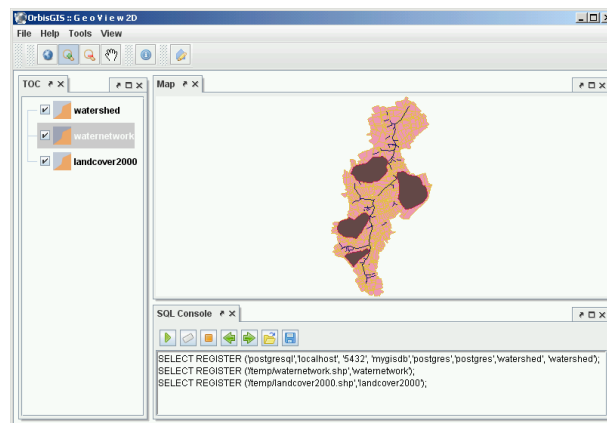 OrbisGIS :: G e o V i e w 2D
File Help Tools View
TOC
Map
watershed
waternetwork
landcover2000
SQL Console
SELECT REGISTER ('postgresql','localhost', '5432', 'mygisdb','postgres','postgres','watershed', 'watershed');
SELECT REGISTER ('/temp/waternetwork.shp','waternetwork');
SELECT REGISTER ('/temp/landcover2000.shp','landcover2000');